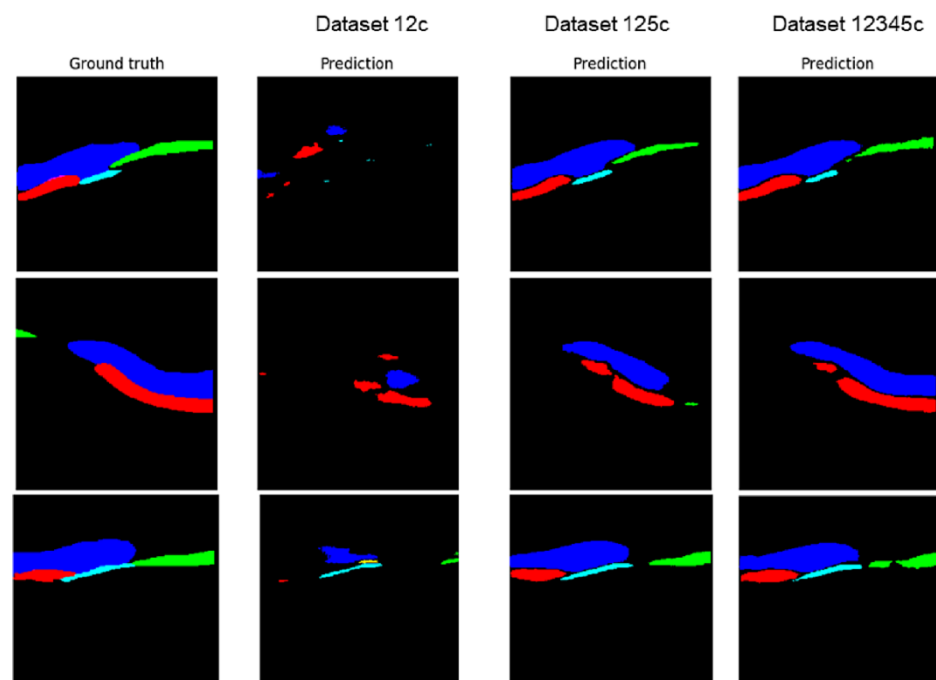 Dataset 12c
Dataset 125c
Dataset 12345c
Ground truth
Prediction
Prediction
Prediction